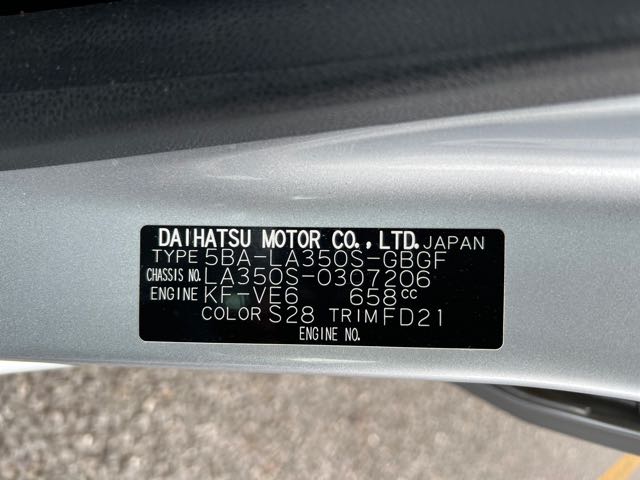 DAIHATSU MOTOR CO., LTD. JAPAN
TYPE 5BA-LA350S-GBGF
CHASSIS NO. LA350S-0307206
ENGINE KF-VE6 658cc
COLOR S28 TRIM FD21
ENGINE NO.